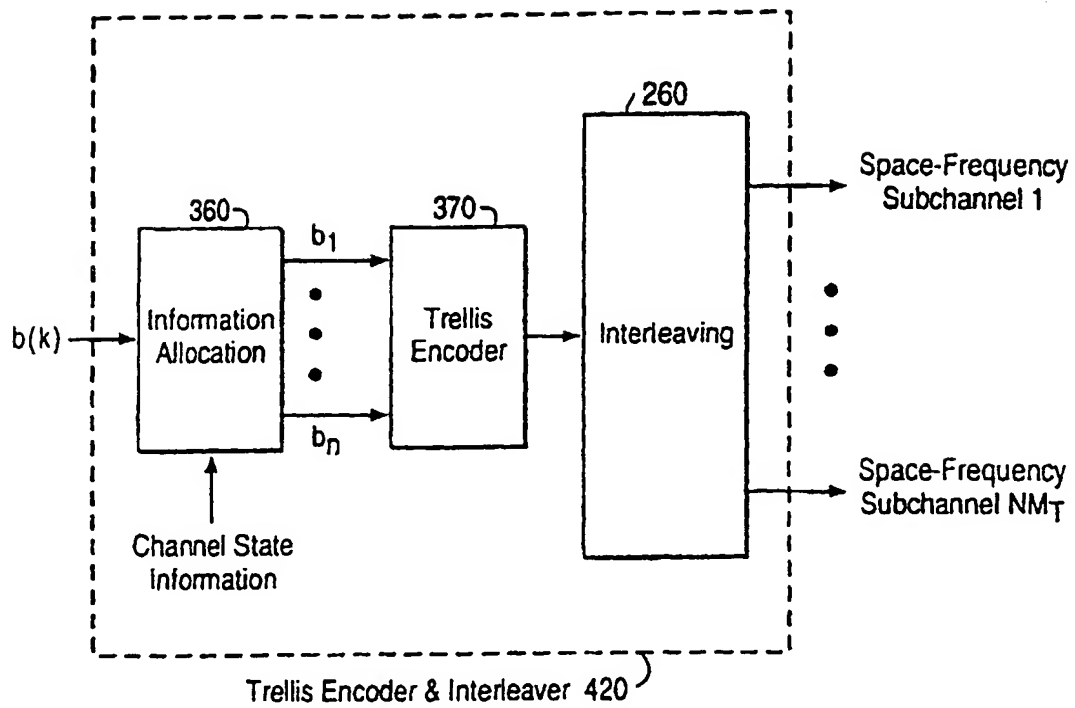 260
Space-Frequency
Subchannel 1
360
370
b1
b(k)
Information
Allocation
Trellis
Encoder
Interleaving
bn
Space-Frequency
Subchannel NMT
Channel State
Information
Trellis Encoder & Interleaver 420